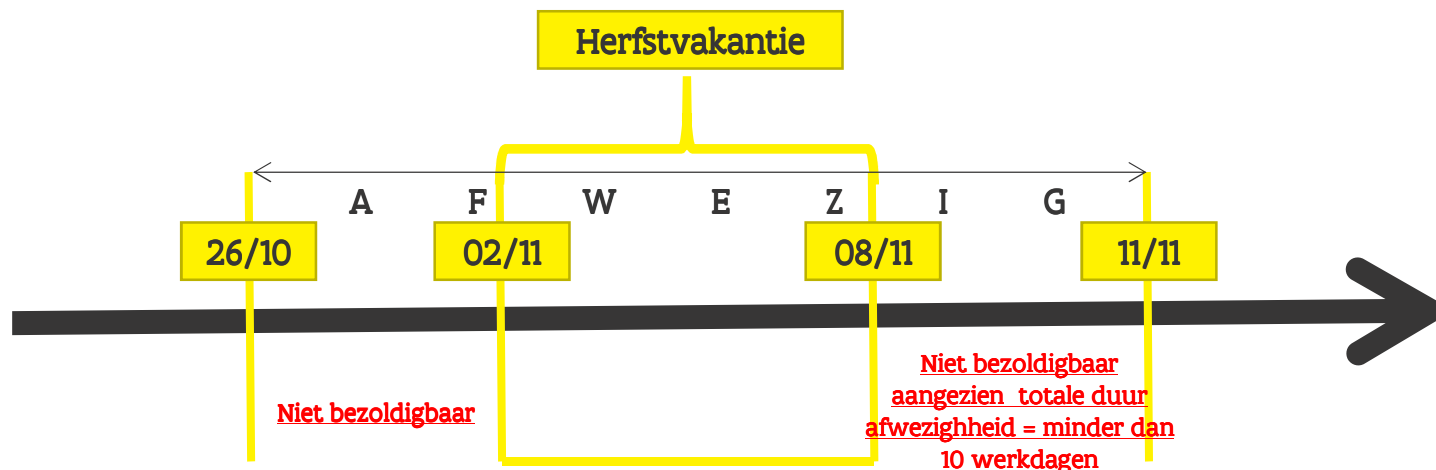 Herfstvakantie
A F W E Z I G
26/10 02/11 08/11 11/11
Niet bezoldigbaar
Niet bezoldigbaar
aangezien totale duur
afwezighheid = minder dan
10 werkdagen